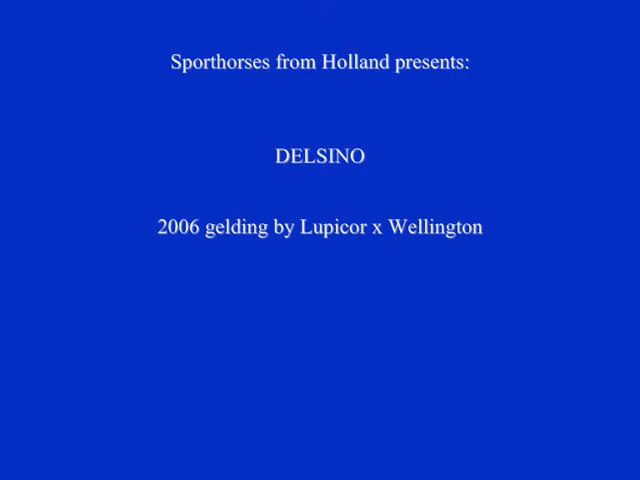 Sporthorses from Holland presents:
DELSINO
2006 gelding by Lupicor x Wellington